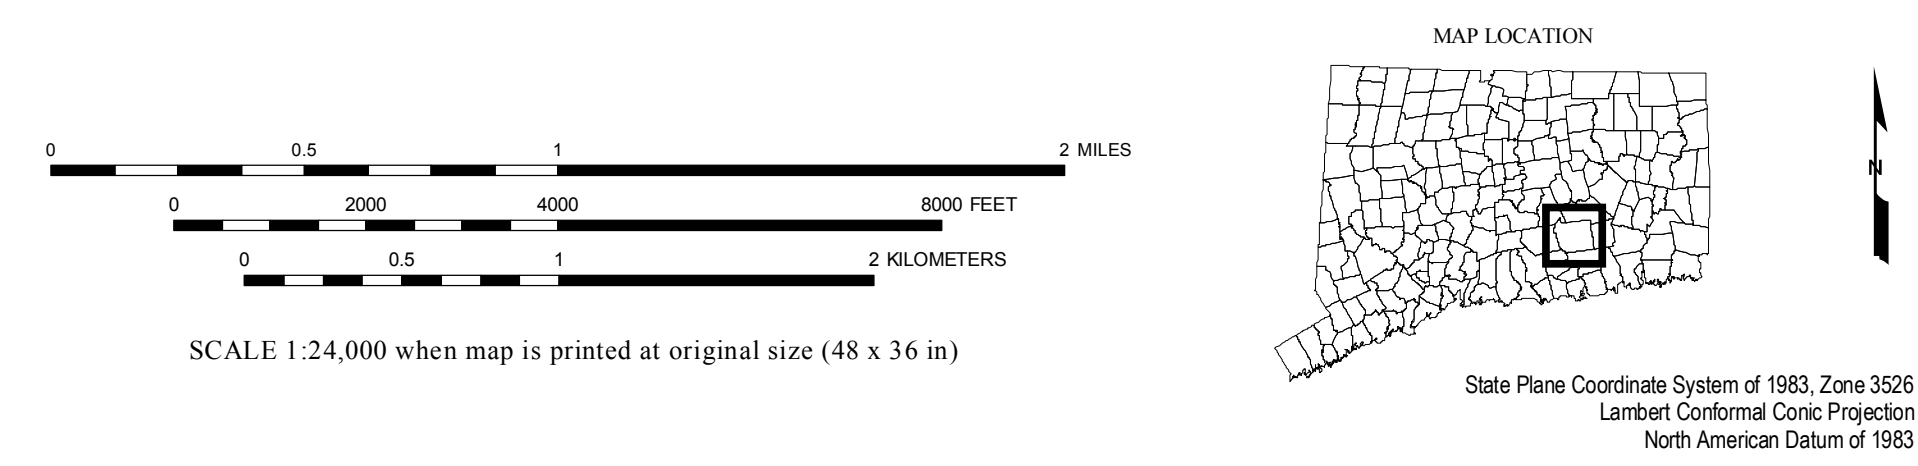 0 0.5 1 2 MILES
0 2000 4000 8000 FEET
0 0.5 1 2 KILOMETERS
SCALE 1:24,000 when map is printed at original size (48 x 36 in)
MAP LOCATION
N
State Plane Coordinate System of 1983, Zone 3526
Lambert Conformal Conic Projection
North American Datum of 1983